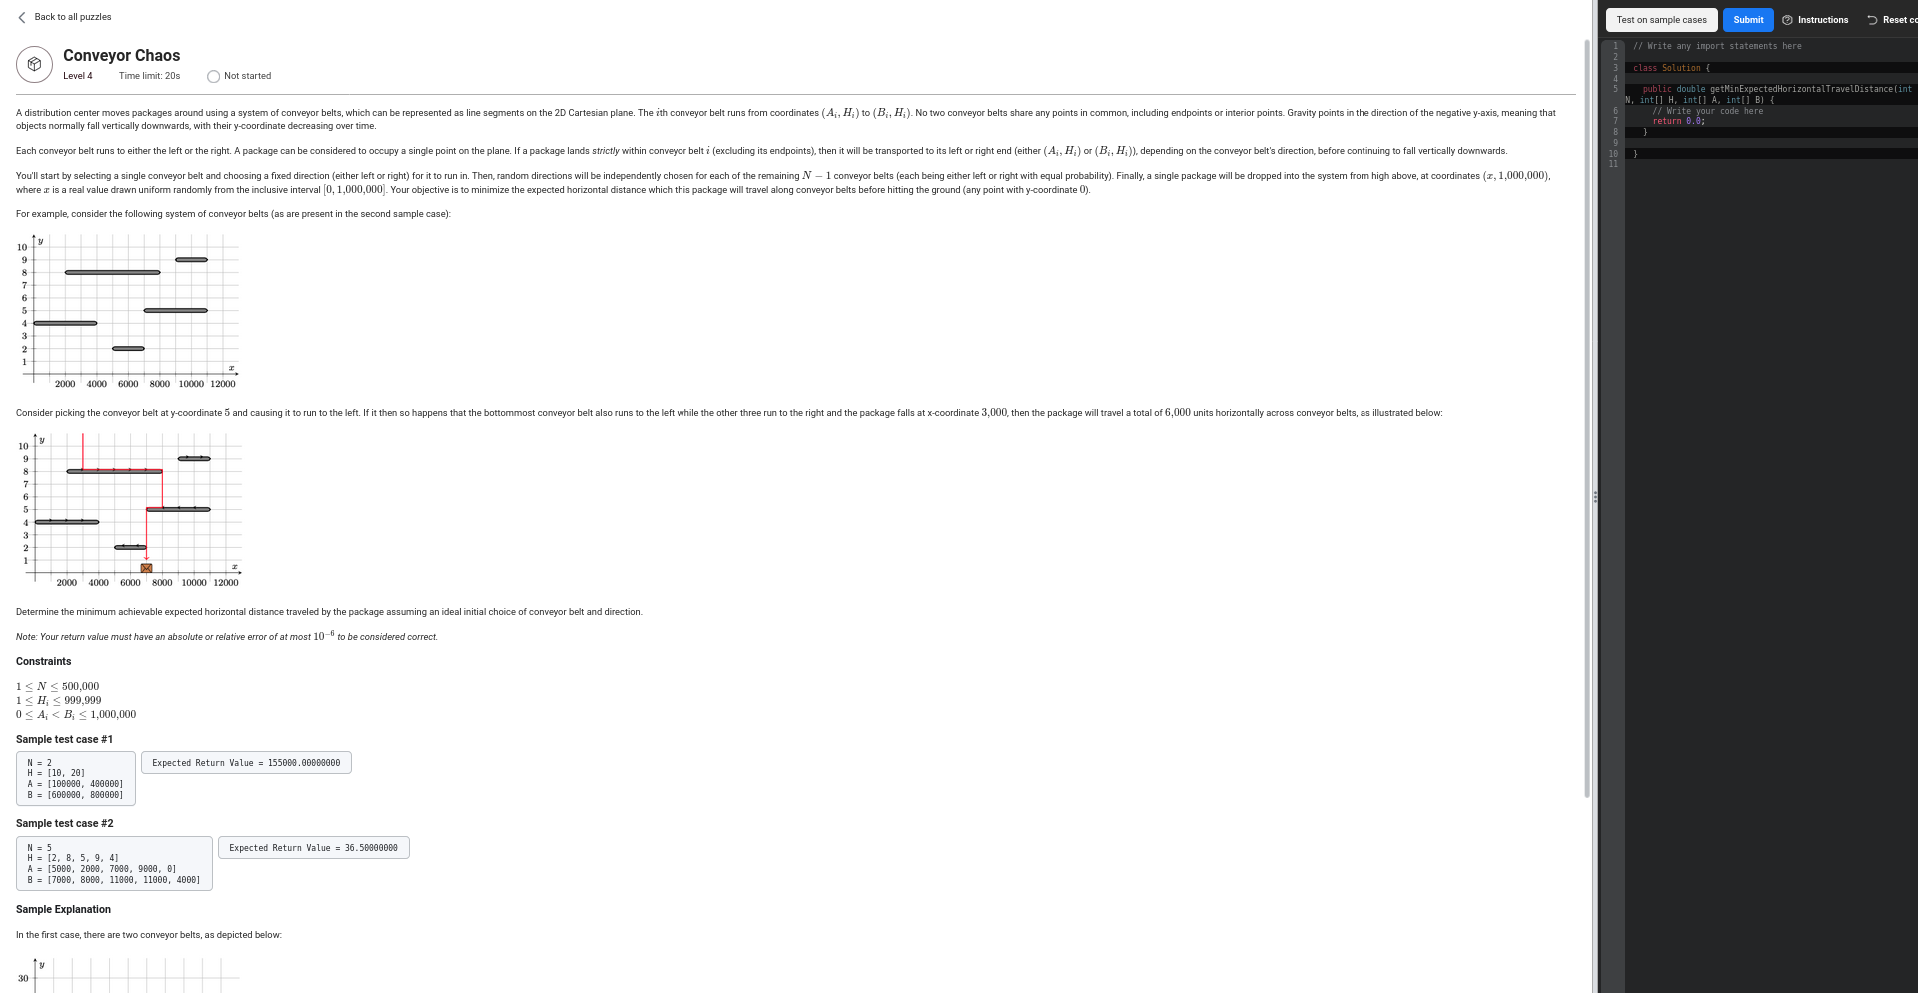 Back to all puzzles
Conveyor Chaos
Level 4 Time limit: 20s Not started
A distribution center moves packages around using a system of conveyor belts, which can be represented as line segments on the 2D Cartesian plane. The ith conveyor belt runs from coordinates (A_i, H_i) to (B_i, H_i). No two conveyor belts share any points in common, including endpoints or interior points. Gravity points in the direction of the negative y-axis, meaning that
objects normally fall vertically downwards, with their y-coordinate decreasing over time.
Each conveyor belt runs to either the left or the right. A package can be considered to occupy a single point on the plane. If a package lands strictly within conveyor belt i (excluding its endpoints), then it will be transported to its left or right end (either (A_i, H_i) or (B_i, H_i)), depending on the conveyor belt's direction, before continuing to fall vertically downwards.
You'll start by selecting a single conveyor belt and choosing a fixed direction (either left or right) for it to run in. Then, random directions will be independently chosen for each of the remaining N − 1 conveyor belts (each being either left or right with equal probability). Finally, a single package will be dropped into the system from high above, at coordinates (x, 1,000,000),
where x is a real value drawn uniform randomly from the inclusive interval [0, 1,000,000]. Your objective is to minimize the expected horizontal distance which this package will travel along conveyor belts before hitting the ground (any point with y-coordinate 0).
For example, consider the following system of conveyor belts (as are present in the second sample case):
y
10
9
8
7
6
5
4
3
2
1
x
2000 4000 6000 8000 10000 12000
Consider picking the conveyor belt at y-coordinate 5 and causing it to run to the left. If it then so happens that the bottommost conveyor belt also runs to the left while the other three run to the right and the package falls at x-coordinate 3,000, then the package will travel a total of 6,000 units horizontally across conveyor belts, as illustrated below:
y
10
9
8
7
6
5
4
3
2
1
x
2000 4000 6000 8000 10000 12000
Determine the minimum achievable expected horizontal distance traveled by the package assuming an ideal initial choice of conveyor belt and direction.
Note: Your return value must have an absolute or relative error of at most 10^−6 to be considered correct.
Constraints
1 ≤ N ≤ 500,000
1 ≤ H_i ≤ 999,999
0 ≤ A_i < B_i ≤ 1,000,000
Sample test case #1
N = 2
H = [10, 20]
A = [100000, 400000]
B = [600000, 800000]
Expected Return Value = 155000.00000000
Sample test case #2
N = 5
H = [2, 8, 5, 9, 4]
A = [5000, 2000, 7000, 9000, 0]
B = [7000, 8000, 11000, 11000, 4000]
Expected Return Value = 36.50000000
Sample Explanation
In the first case, there are two conveyor belts, as depicted below:
y
30
Test on sample cases Submit Instructions Reset co
1 // Write any import statements here
2
3 class Solution {
4
5 public double getMinExpectedHorizontalTravelDistance(int
N, int[] H, int[] A, int[] B) {
6 // Write your code here
7 return 0.0;
8 }
9
10 }
11